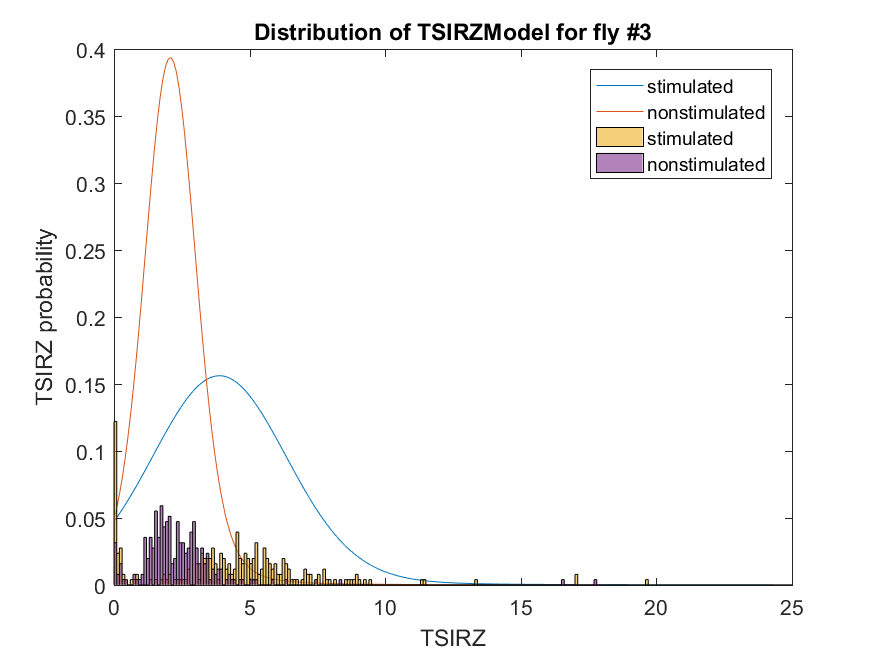 Distribution of TSIRZModel for fly #3
0.4
0.35
0.3
0.25
0.2
0.15
0.1
0.05
0
TSIRZ probability
stimulated
nonstimulated
stimulated
nonstimulated
0 5 10 15 20 25
TSIRZ